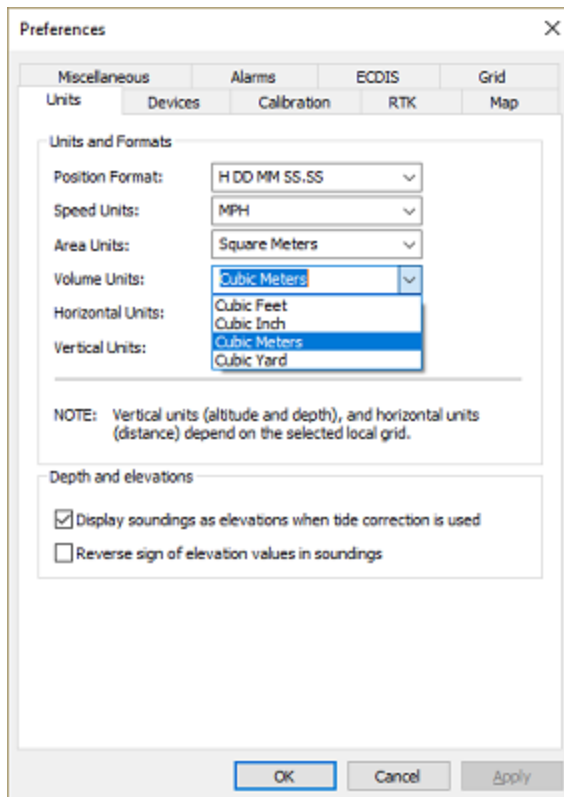 Preferences
Miscellaneous Alarms ECDIS Grid
Units Devices Calibration RTK Map
Units and Formats
Position Format: H DD MM SS.SS
Speed Units: MPH
Area Units: Square Meters
Volume Units: Cubic Meters
Cubic Feet
Horizontal Units:
Cubic Inch
Cubic Meters
Vertical Units:
Cubic Yard
NOTE: Vertical units (altitude and depth), and horizontal units
(distance) depend on the selected local grid.
Depth and elevations
Display soundings as elevations when tide correction is used
Reverse sign of elevation values in soundings
OK Cancel Apply